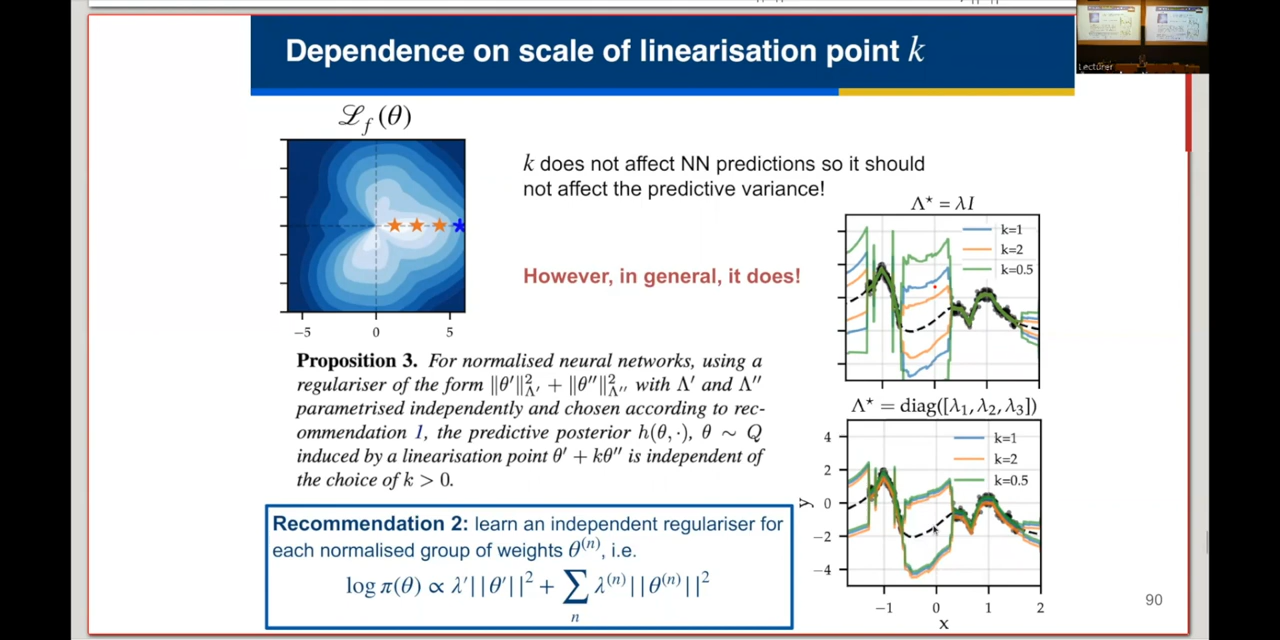 Dependence on scale of linearisation point k
Lecturer
ℒ_f(θ)
−5 0 5
k does not affect NN predictions so it should
not affect the predictive variance!
However, in general, it does!
Λ* = λI
k=1
k=2
k=0.5
Proposition 3. For normalised neural networks, using a
regulariser of the form ||θ′||²_Λ′ + ||θ″||²_Λ″ with Λ′ and Λ″
parametrised independently and chosen according to rec-
ommendation 1, the predictive posterior h(θ, ·), θ ∼ Q
induced by a linearisation point θ′ + kθ″ is independent of
the choice of k > 0.
Λ* = diag([λ₁, λ₂, λ₃])
k=1
k=2
k=0.5
4
2
0
−2
−4
y
−1 0 1 2
x
Recommendation 2: learn an independent regulariser for
each normalised group of weights θ⁽ⁿ⁾, i.e.
log π(θ) ∝ λ′||θ′||² + ∑ λ⁽ⁿ⁾||θ⁽ⁿ⁾||²
n
90